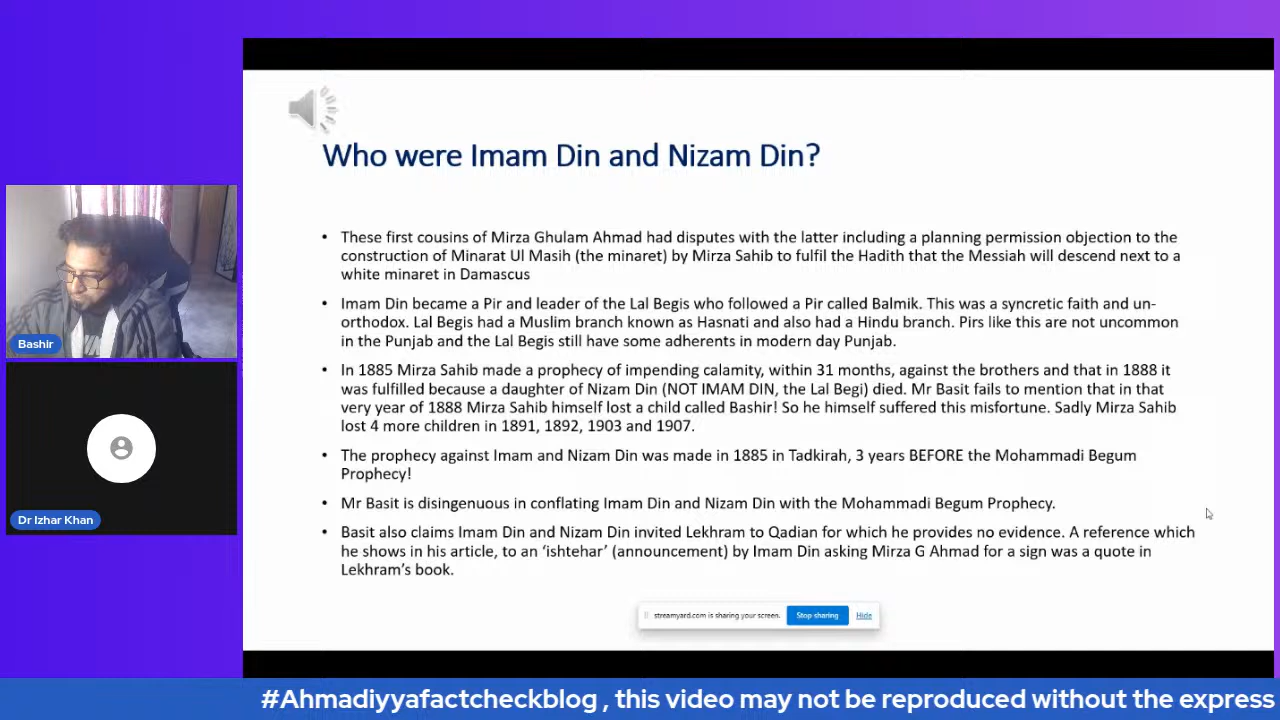 Who were Imam Din and Nizam Din?
• These first cousins of Mirza Ghulam Ahmad had disputes with the latter including a planning permission objection to the
construction of Minarat Ul Masih (the minaret) by Mirza Sahib to fulfil the Hadith that the Messiah will descend next to a
white minaret in Damascus
• Imam Din became a Pir and leader of the Lal Begis who followed a Pir called Balmik. This was a syncretic faith and un-
orthodox. Lal Begis had a Muslim branch known as Hasnati and also had a Hindu branch. Pirs like this are not uncommon
in the Punjab and the Lal Begis still have some adherents in modern day Punjab.
• In 1885 Mirza Sahib made a prophecy of impending calamity, within 31 months, against the brothers and that in 1888 it
was fulfilled because a daughter of Nizam Din (NOT IMAM DIN, the Lal Begi) died. Mr Basit fails to mention that in that
very year of 1888 Mirza Sahib himself lost a child called Bashir! So he himself suffered this misfortune. Sadly Mirza Sahib
lost 4 more children in 1891, 1892, 1903 and 1907.
• The prophecy against Imam and Nizam Din was made in 1885 in Tadkirah, 3 years BEFORE the Mohammadi Begum
Prophecy!
• Mr Basit is disingenuous in conflating Imam Din and Nizam Din with the Mohammadi Begum Prophecy.
• Basit also claims Imam Din and Nizam Din invited Lekhram to Qadian for which he provides no evidence. A reference which
he shows in his article, to an 'ishtehar' (announcement) by Imam Din asking Mirza G Ahmad for a sign was a quote in
Lekhram's book.
Bashir
Dr Izhar Khan
streamyard.com is sharing your screen. Stop sharing Hide
#Ahmadiyyafactcheckblog , this video may not be reproduced without the express